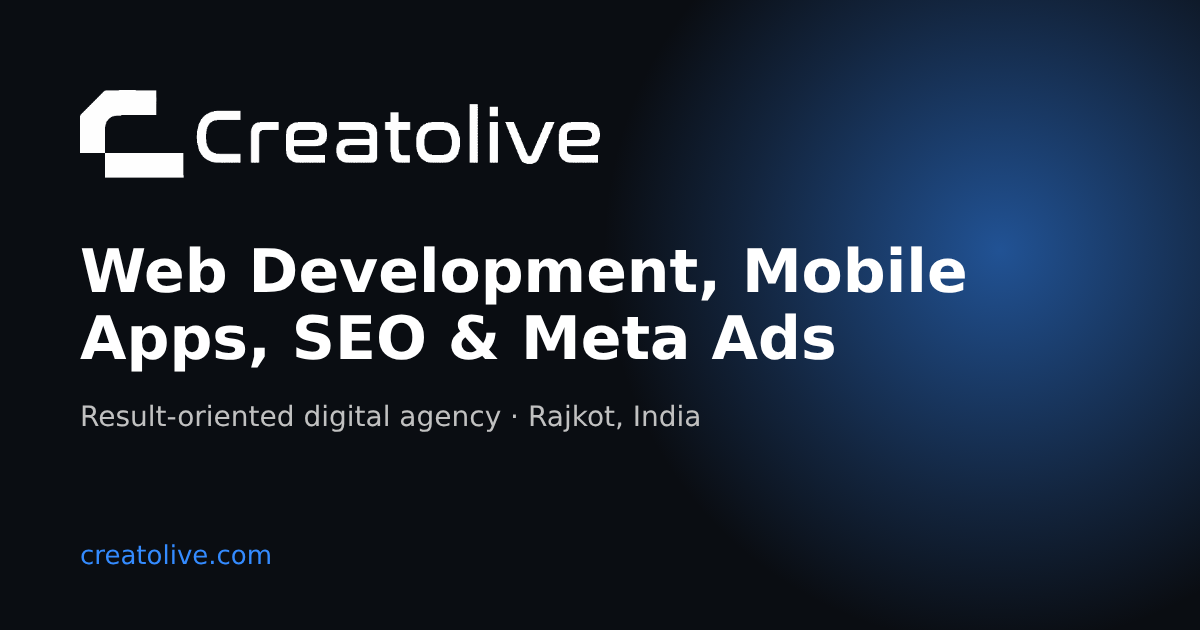 Creatolive
Web Development, Mobile
Apps, SEO & Meta Ads
Result-oriented digital agency · Rajkot, India
creatolive.com